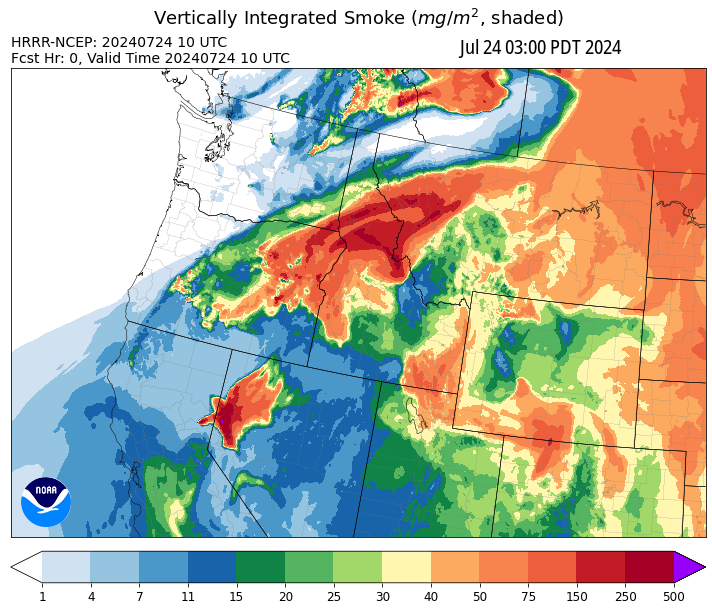 Vertically Integrated Smoke (mg/m², shaded)
HRRR-NCEP: 20240724 10 UTC
Jul 24 03:00 PDT 2024
Fcst Hr: 0, Valid Time 20240724 10 UTC
NOAA
1 4 7 11 15 20 25 30 40 50 75 150 250 500